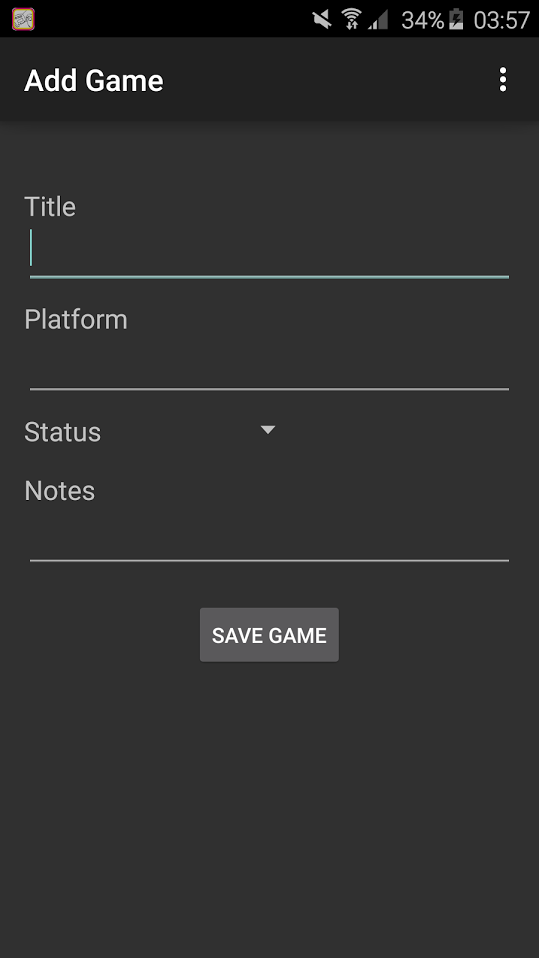 34% 03:57
Add Game
Title
Platform
Status
Notes
SAVE GAME